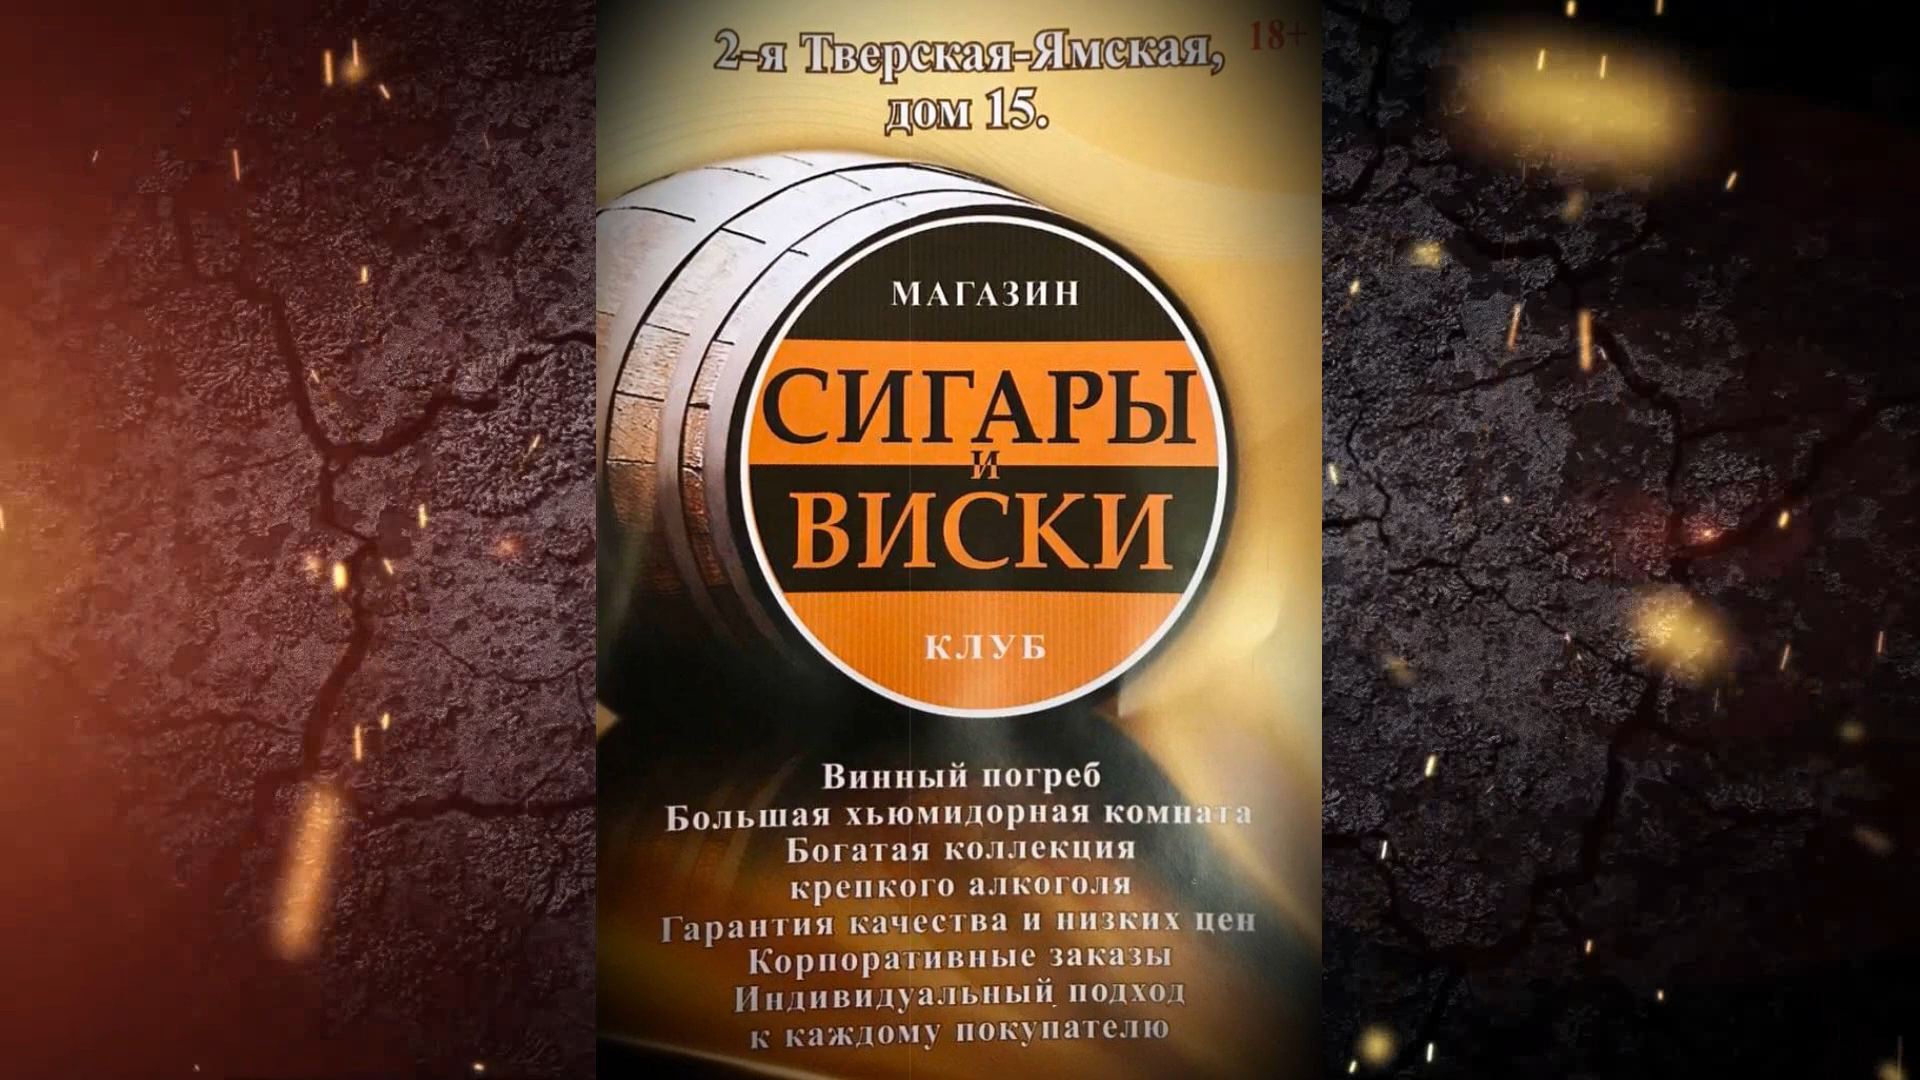 2-я Тверская-Ямская, 18+
дом 15.
МАГАЗИН
СИГАРЫ
И
ВИСКИ
КЛУБ
Винный погреб
Большая хьюмидорная комната
Богатая коллекция
крепкого алкоголя
Гарантия качества и низких цен
Корпоративные заказы
Индивидуальный подход
к каждому покупателю